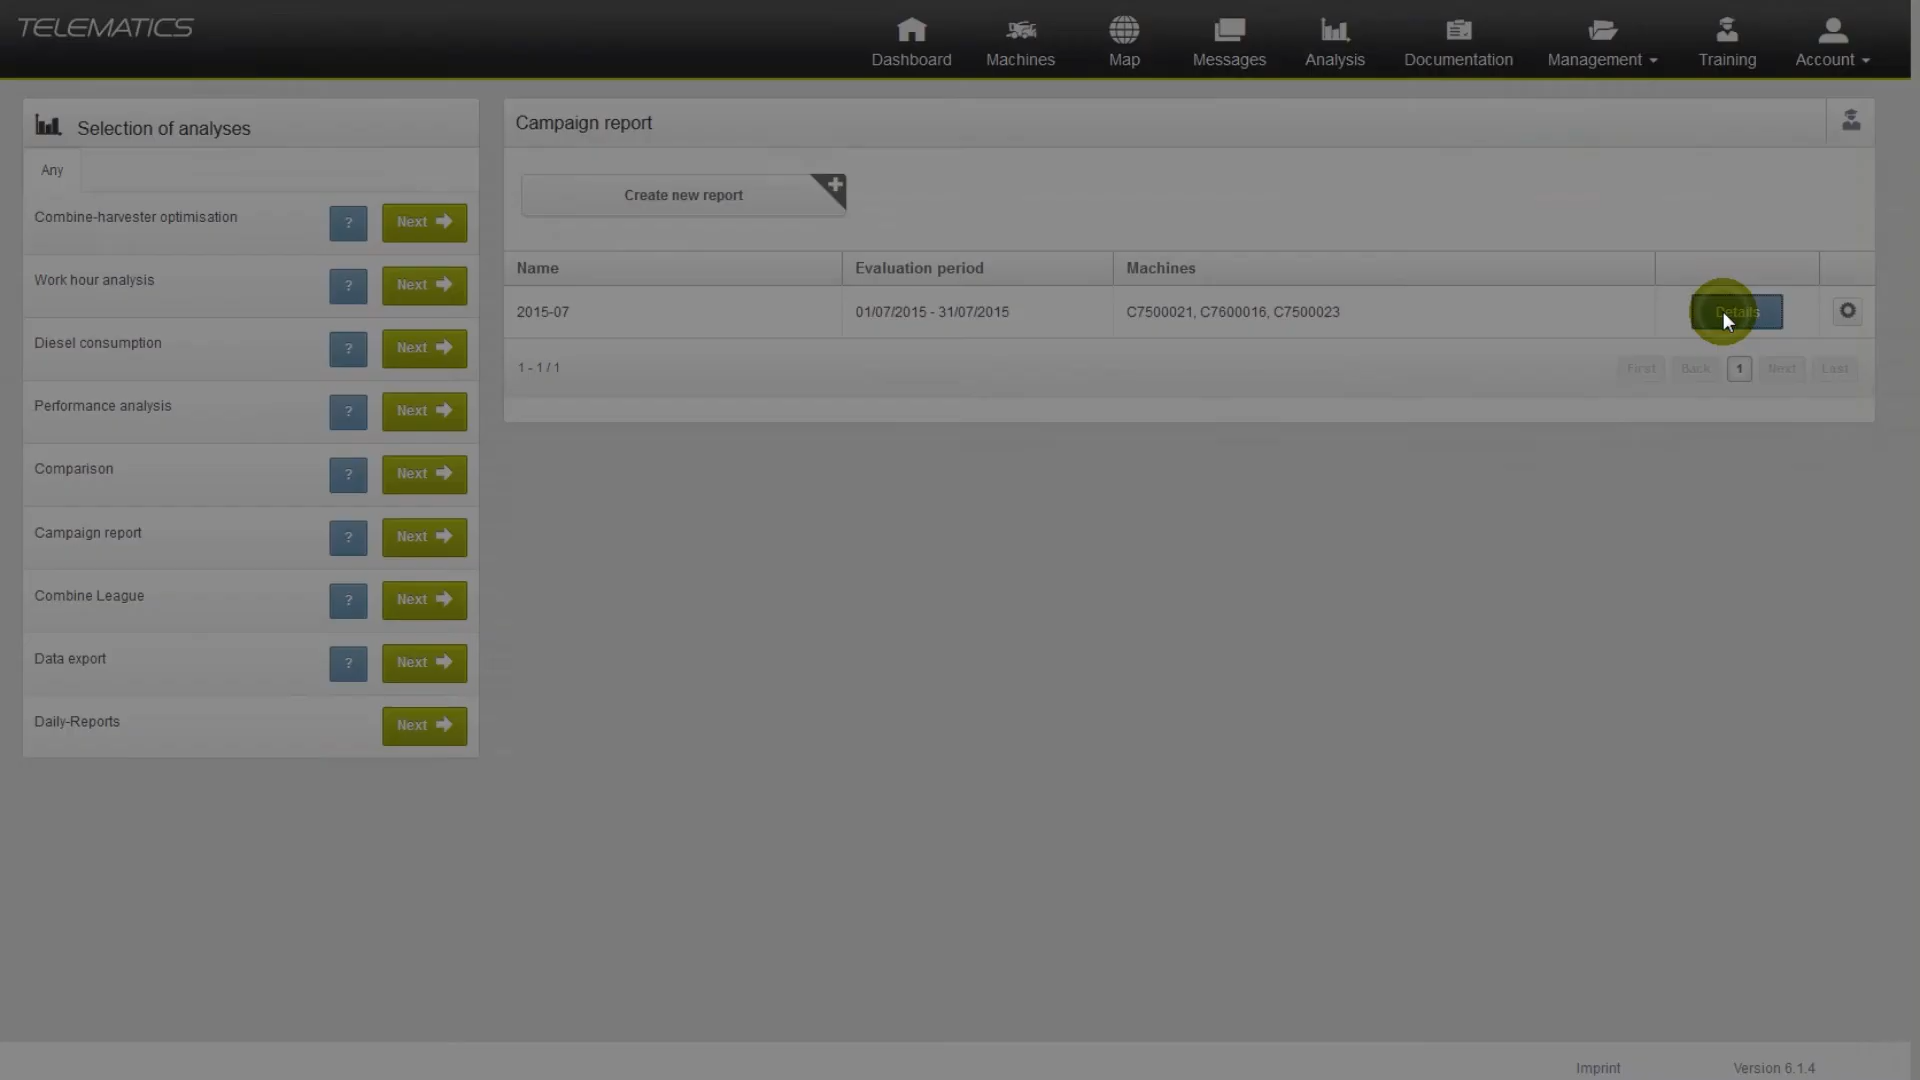 TELEMATICS
Dashboard Machines Map Messages Analysis Documentation Management Training Account
Selection of analyses
Any
Combine-harvester optimisation ? Next
Work hour analysis ? Next
Diesel consumption ? Next
Performance analysis ? Next
Comparison ? Next
Campaign report ? Next
Combine League ? Next
Data export ? Next
Daily-Reports Next
Campaign report
Create new report
Name Evaluation period Machines
2015-07 01/07/2015 - 31/07/2015 C7500021, C7600016, C7500023 Details
1 - 1 / 1 First Back 1 Next Last
Imprint Version 6.1.4